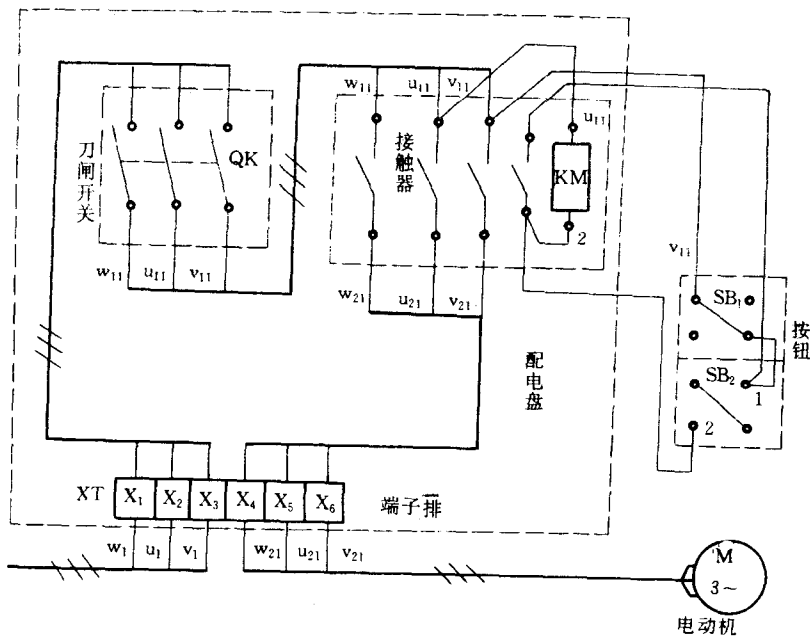 w₁₁ u₁₁ v₁₁
u₁₁
刀闸开关
QK
接触器
KM
2
w₁₁ u₁₁ v₁₁
v₁₁
w₂₁ u₂₁ v₂₁
SB₁
按钮
SB₂
1
2
配电盘
XT X₁ X₂ X₃ X₄ X₅ X₆ 端子排
w₁ u₁ v₁ w₂₁ u₂₁ v₂₁
M
3~
电动机